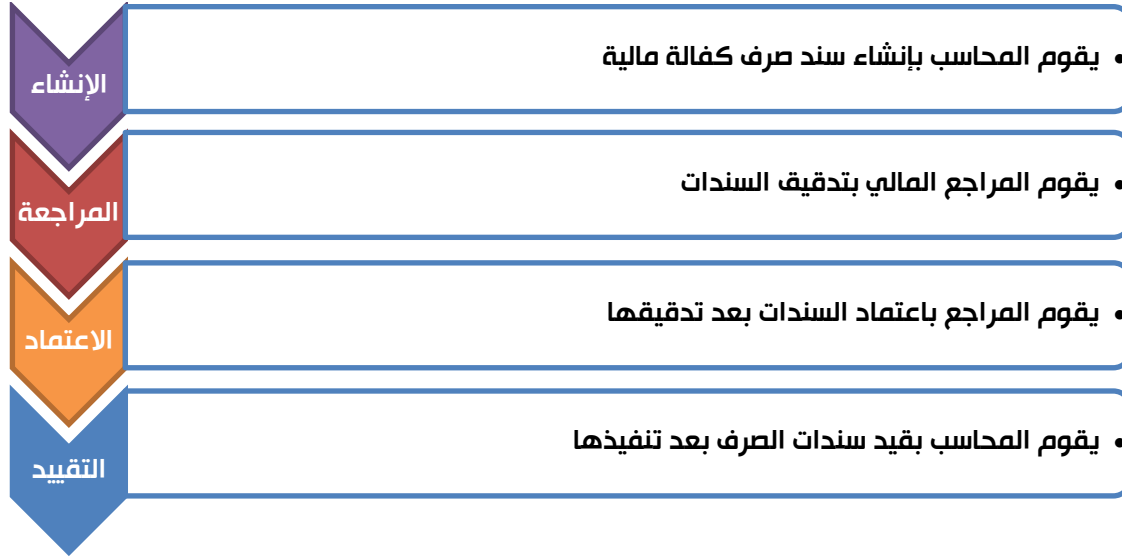 الإنشاء
• يقوم المحاسب بإنشاء سند صرف كفالة مالية
المراجعة
• يقوم المراجع المالي بتدقيق السندات
الاعتماد
• يقوم المراجع باعتماد السندات بعد تدقيقها
التقييد
• يقوم المحاسب بقيد سندات الصرف بعد تنفيذها